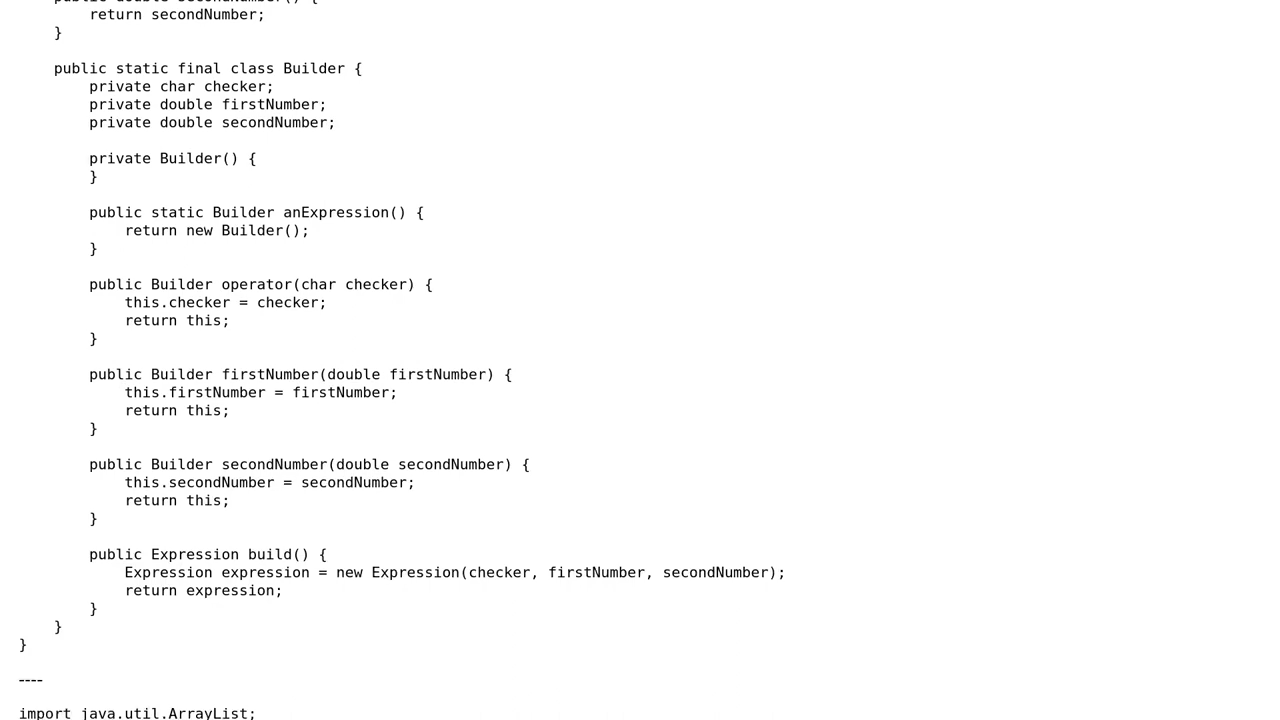 public double secondNumber() {
        return secondNumber;
    }

    public static final class Builder {
        private char checker;
        private double firstNumber;
        private double secondNumber;

        private Builder() {
        }

        public static Builder anExpression() {
            return new Builder();
        }

        public Builder operator(char checker) {
            this.checker = checker;
            return this;
        }

        public Builder firstNumber(double firstNumber) {
            this.firstNumber = firstNumber;
            return this;
        }

        public Builder secondNumber(double secondNumber) {
            this.secondNumber = secondNumber;
            return this;
        }

        public Expression build() {
            Expression expression = new Expression(checker, firstNumber, secondNumber);
            return expression;
        }
    }
}

----

import java.util.ArrayList;